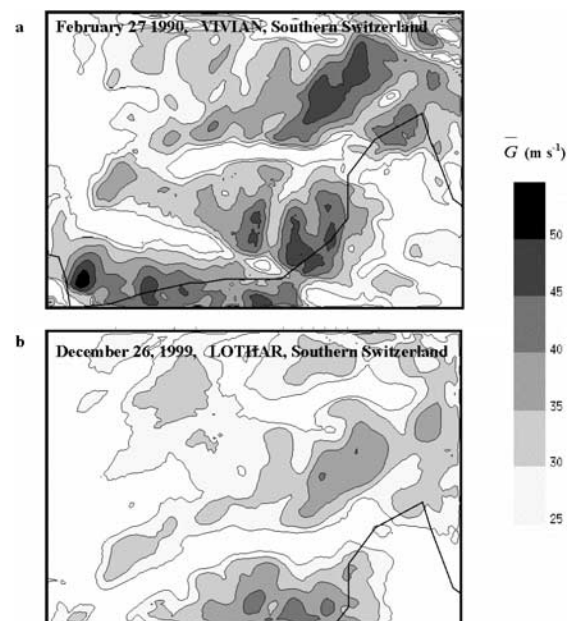 a
February 27 1990, VIVIAN, Southern Switzerland
b
December 26, 1999, LOTHAR, Southern Switzerland
G̅ (m s⁻¹)
50
45
40
35
30
25